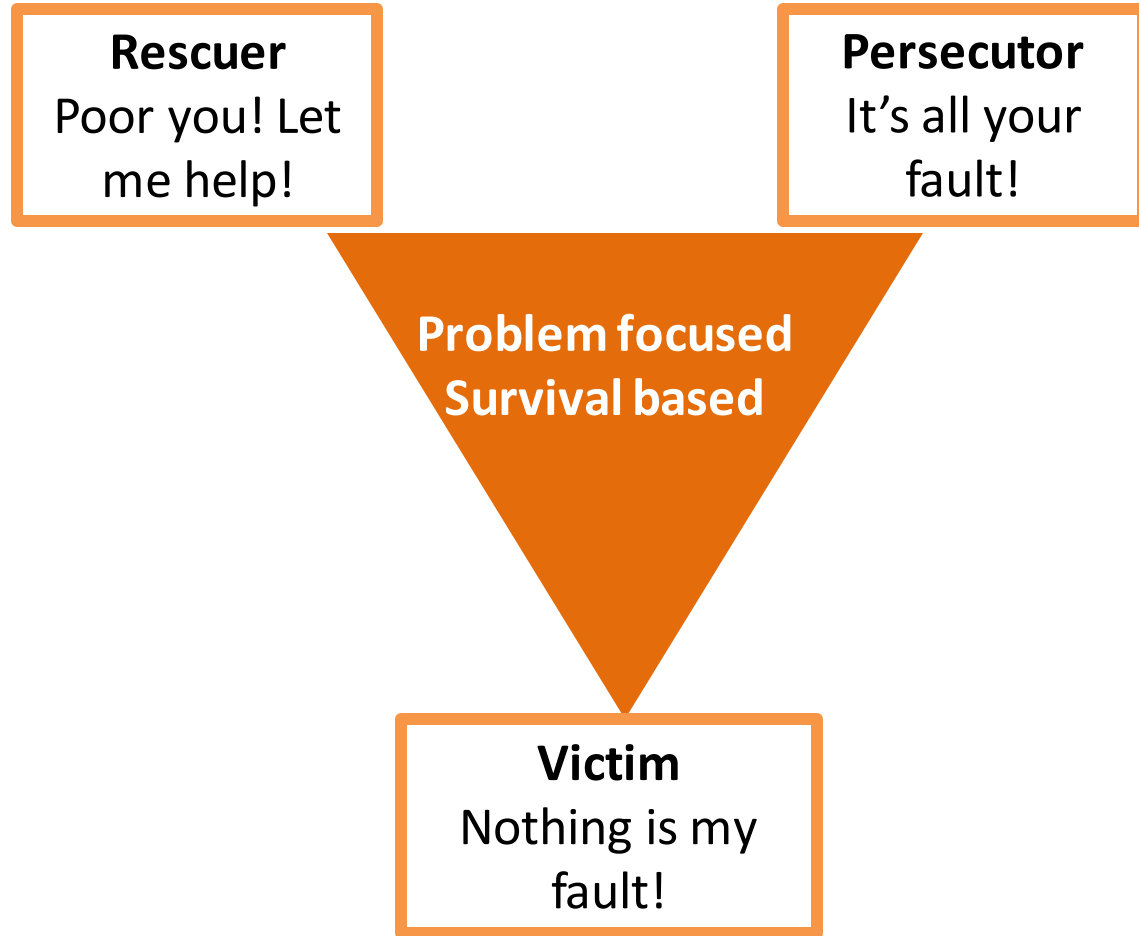 Rescuer
Poor you! Let
me help!
Persecutor
It’s all your
fault!
Problem focused
Survival based
Victim
Nothing is my
fault!